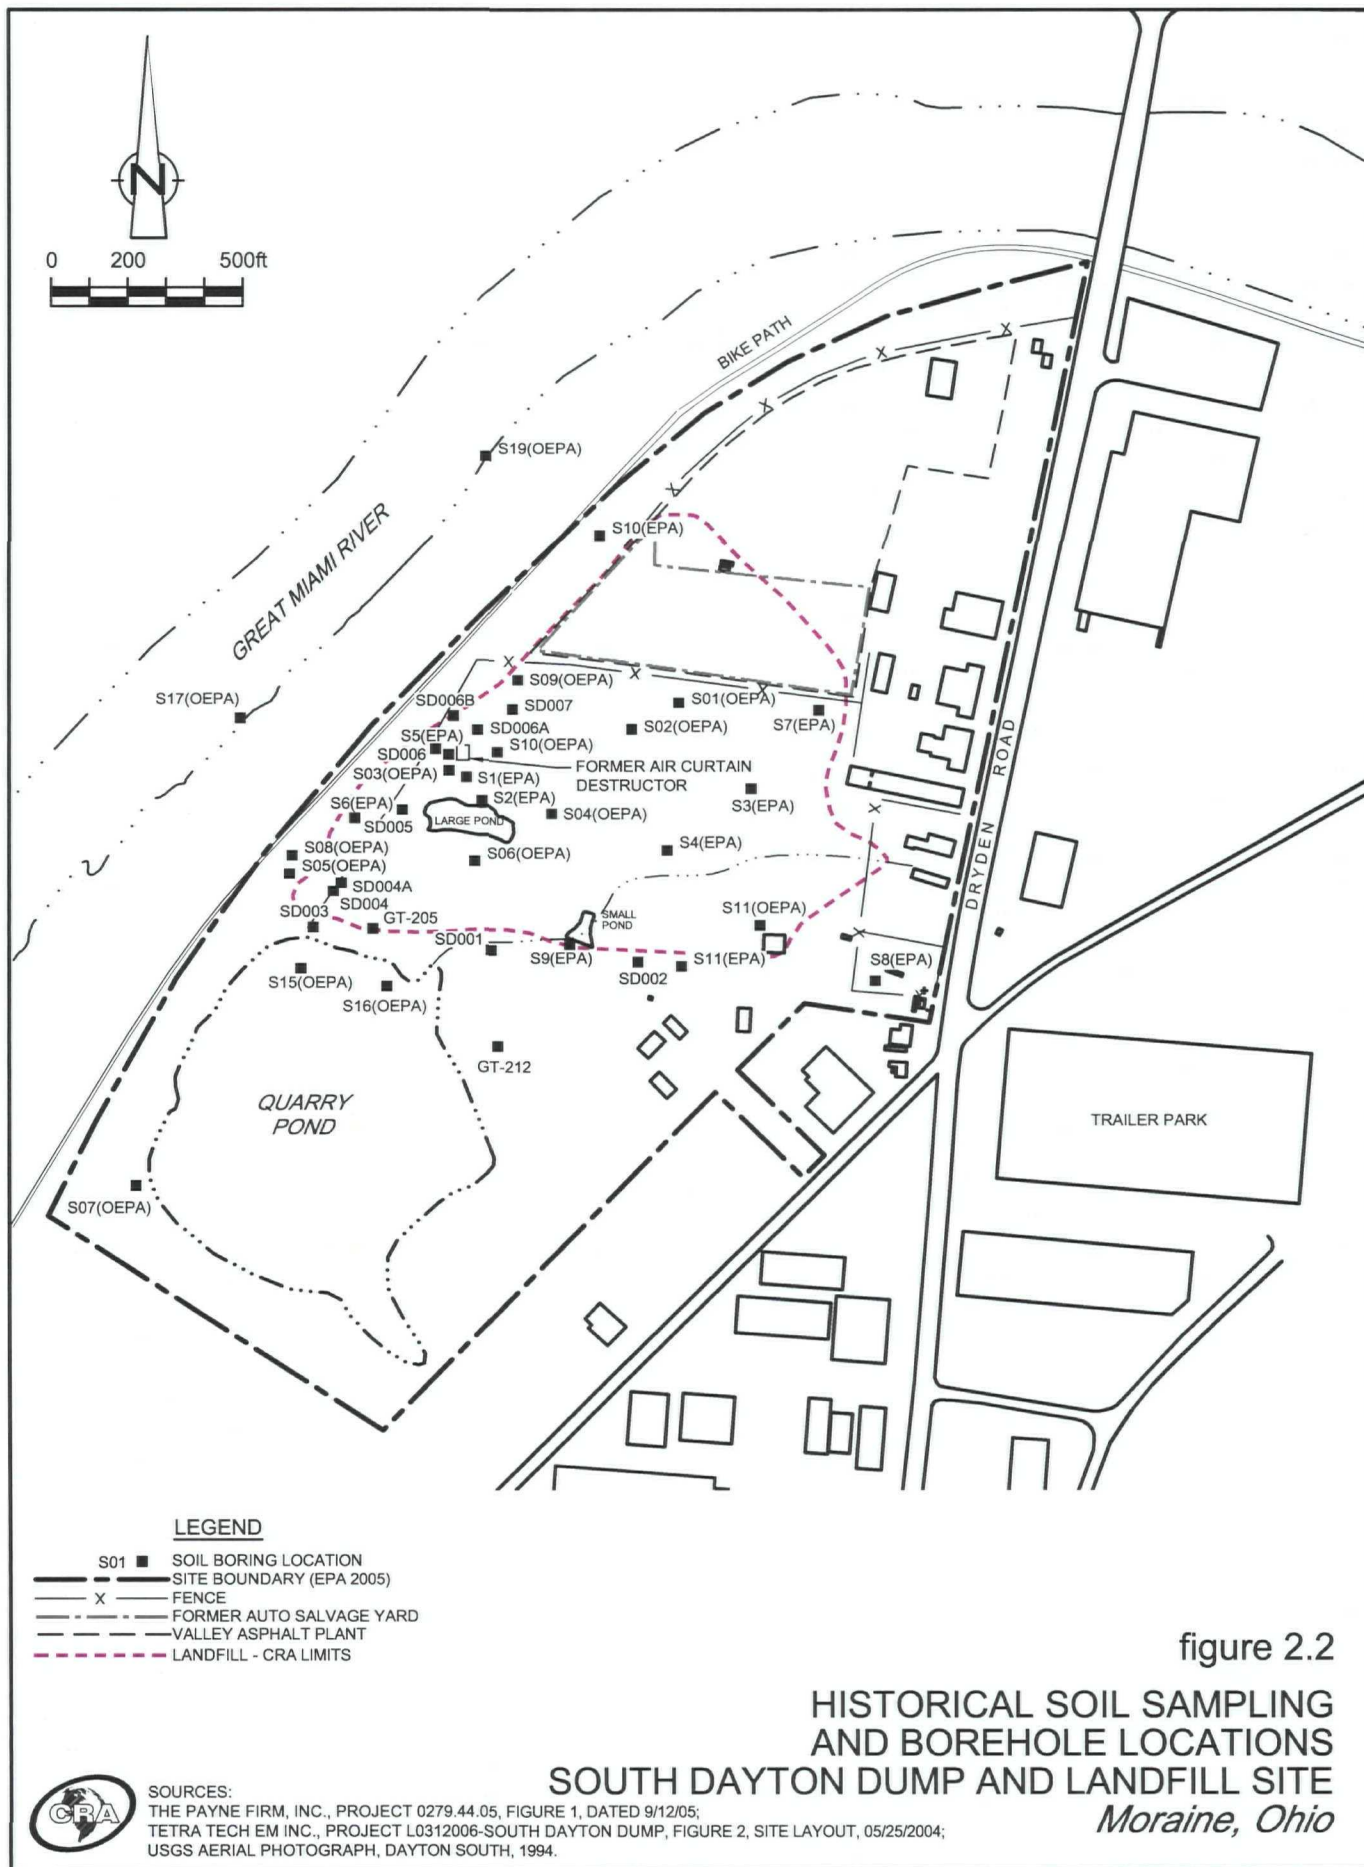 N
0 200 500ft
BIKE PATH
S19(OEPA)
GREAT MIAMI RIVER
S10(EPA)
S09(OEPA)
S17(OEPA)
SD006B
SD007
S01(OEPA)
SD006A
S02(OEPA)
S7(EPA)
S5(EPA)
S10(OEPA)
SD006
FORMER AIR CURTAIN
DESTRUCTOR
S03(OEPA)
S1(EPA)
S2(EPA)
S3(EPA)
S6(EPA)
SD005
LARGE POND
S04(OEPA)
S08(OEPA)
S06(OEPA)
S4(EPA)
S05(OEPA)
SD004A
SD004
SD003
GT-205
SMALL
POND
S11(OEPA)
SD001
S9(EPA)
S11(EPA)
SD002
S8(EPA)
S15(OEPA)
S16(OEPA)
DRYDEN ROAD
GT-212
QUARRY
POND
TRAILER PARK
S07(OEPA)
LEGEND
S01 SOIL BORING LOCATION
SITE BOUNDARY (EPA 2005)
X FENCE
FORMER AUTO SALVAGE YARD
VALLEY ASPHALT PLANT
LANDFILL - CRA LIMITS
figure 2.2
HISTORICAL SOIL SAMPLING
AND BOREHOLE LOCATIONS
SOUTH DAYTON DUMP AND LANDFILL SITE
Moraine, Ohio
CRA
SOURCES:
THE PAYNE FIRM, INC., PROJECT 0279.44.05, FIGURE 1, DATED 9/12/05;
TETRA TECH EM INC., PROJECT L0312006-SOUTH DAYTON DUMP, FIGURE 2, SITE LAYOUT, 05/25/2004;
USGS AERIAL PHOTOGRAPH, DAYTON SOUTH, 1994.